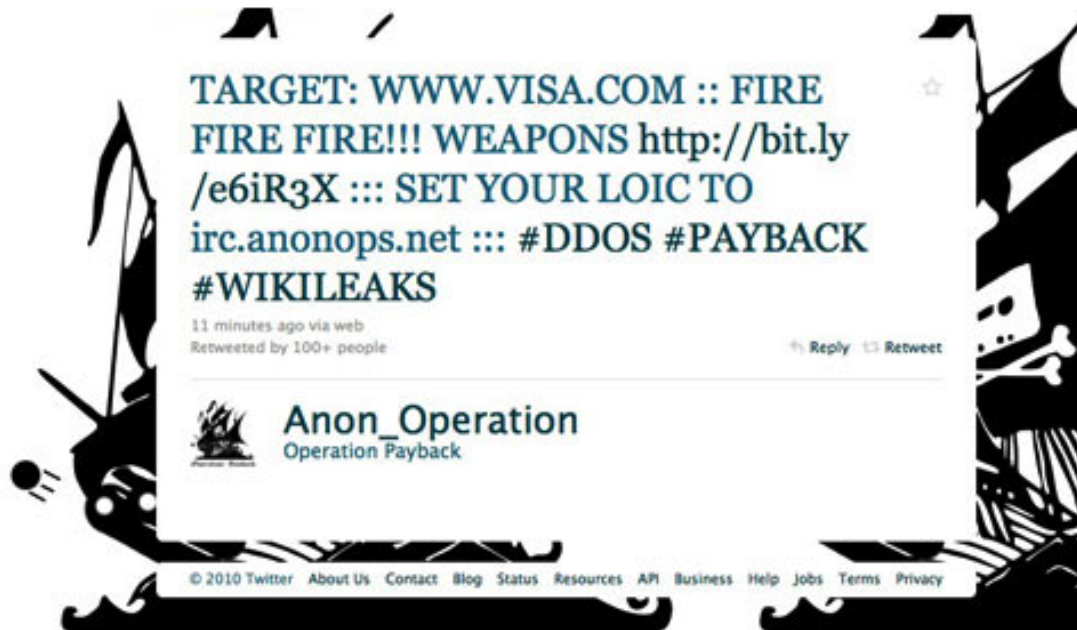 TARGET: WWW.VISA.COM :: FIRE
FIRE FIRE!!! WEAPONS http://bit.ly
/e6iR3X ::: SET YOUR LOIC TO
irc.anonops.net ::: #DDOS #PAYBACK
#WIKILEAKS
11 minutes ago via web
Retweeted by 100+ people
Reply Retweet
Anon_Operation
Operation Payback
© 2010 Twitter About Us Contact Blog Status Resources API Business Help Jobs Terms Privacy